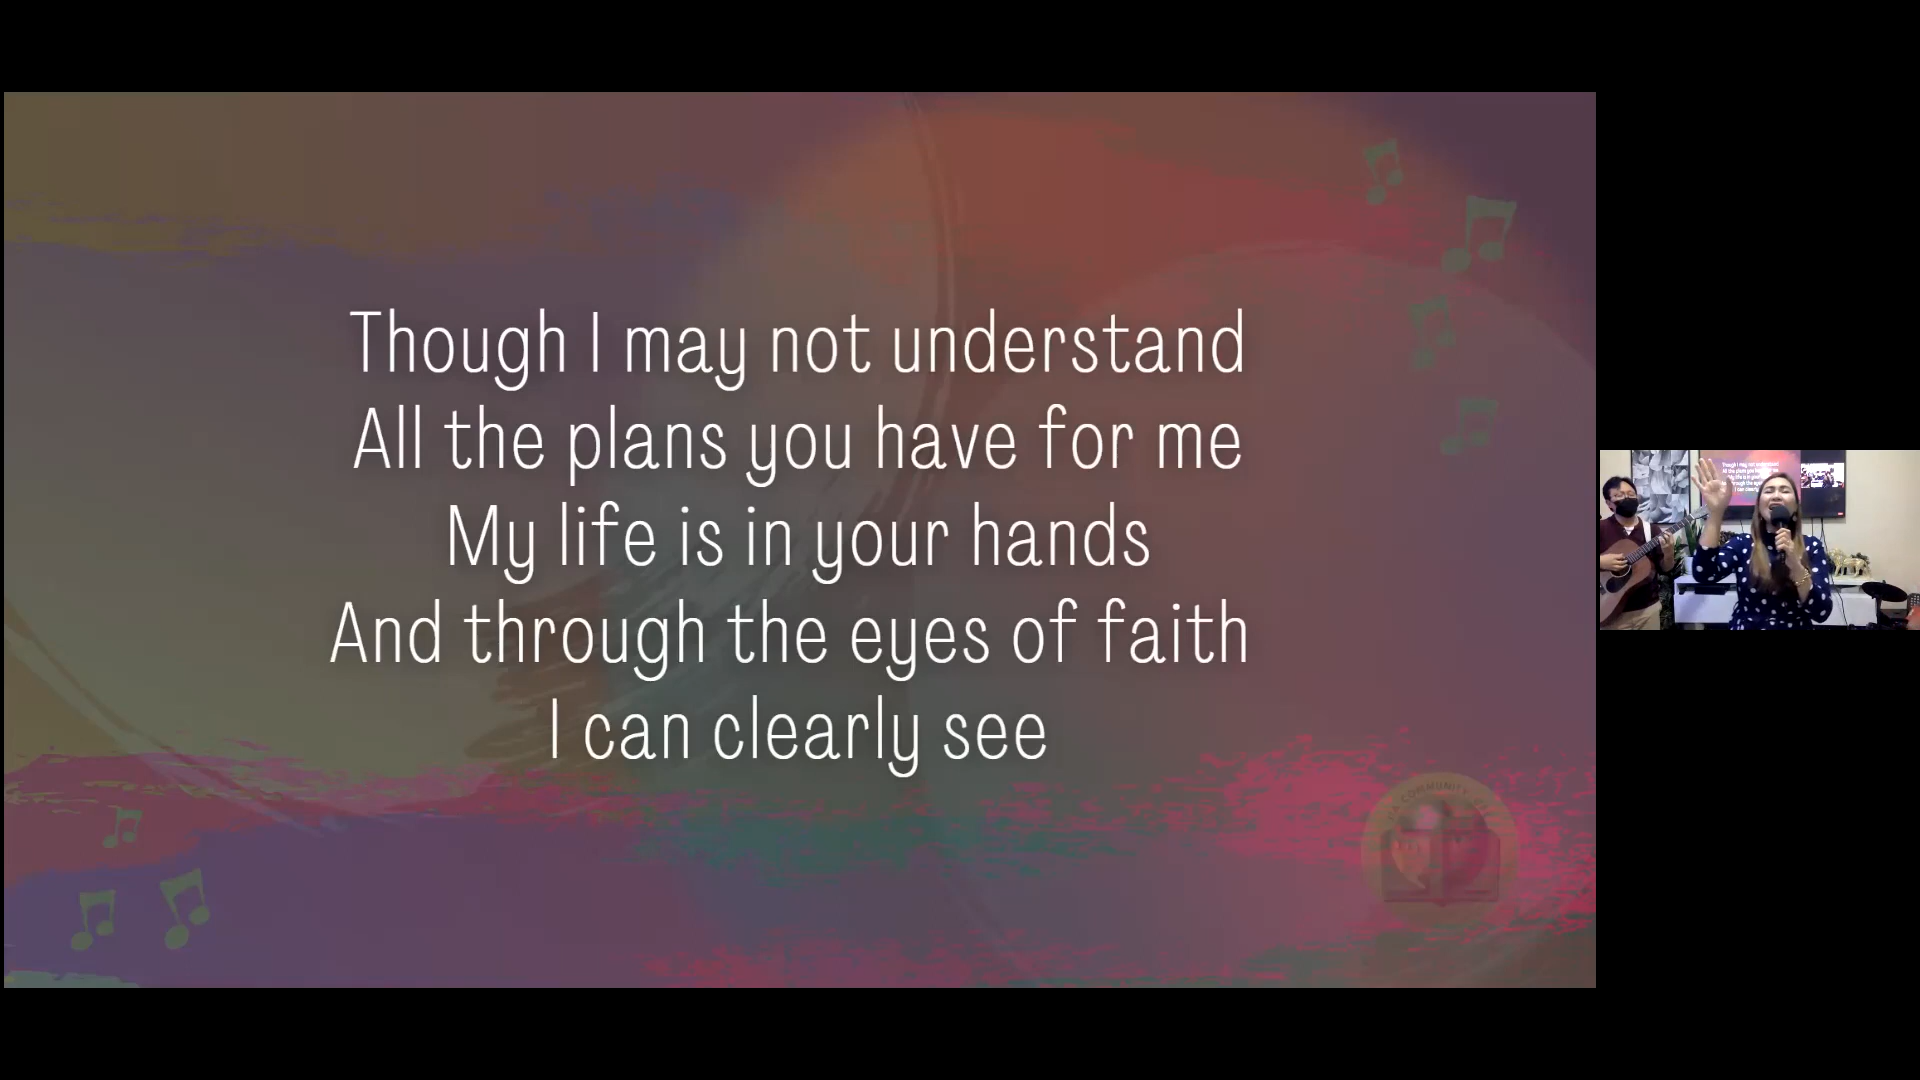 Though I may not understand
All the plans you have for me
My life is in your hands
And through the eyes of faith
I can clearly see
COMMUNITY